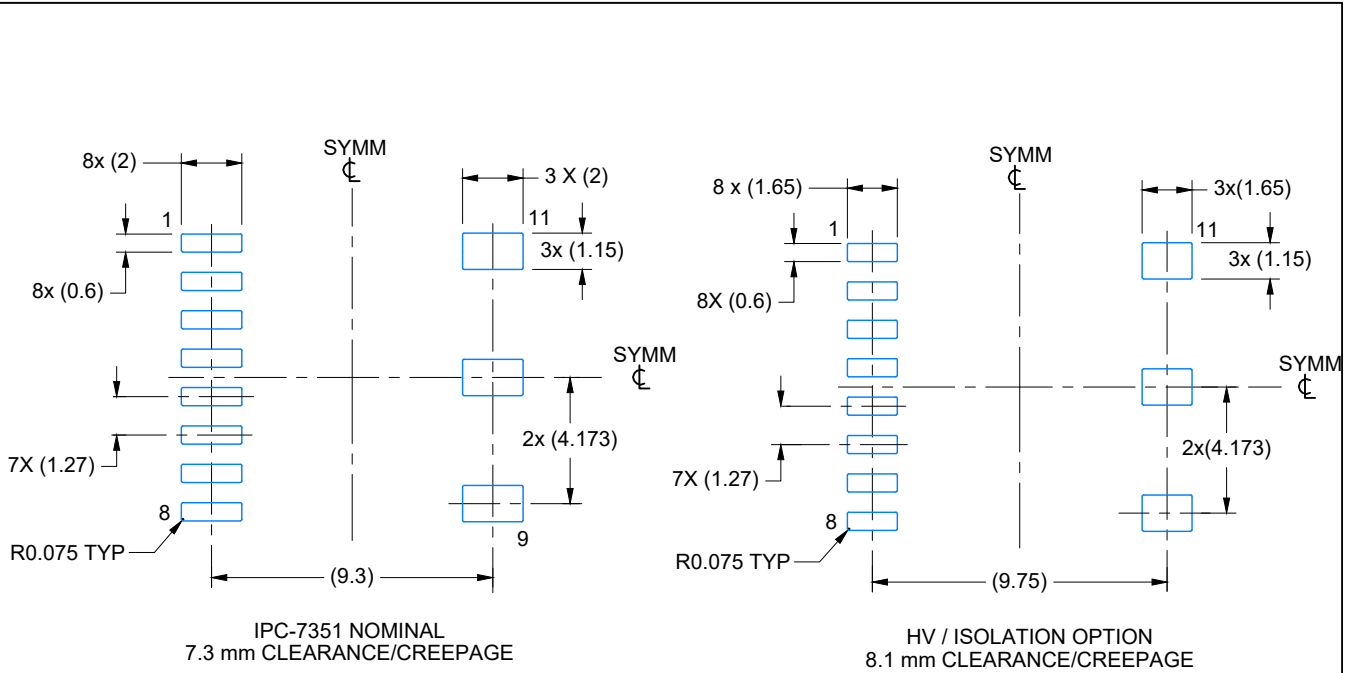 SYMM
℄
8x (2)
3 X (2)
1
11
3x (1.15)
8x (0.6)
SYMM
℄
2x (4.173)
7X (1.27)
8
9
R0.075 TYP
(9.3)
IPC-7351 NOMINAL
7.3 mm CLEARANCE/CREEPAGE
SYMM
℄
8 x (1.65)
3x(1.65)
1
11
3x (1.15)
8X (0.6)
SYMM
℄
2x(4.173)
7X (1.27)
8
R0.075 TYP
(9.75)
HV / ISOLATION OPTION
8.1 mm CLEARANCE/CREEPAGE